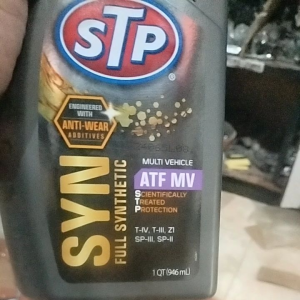 STP
®
ENGINEERED
WITH
ANTI-WEAR
ADDITIVES
SYN
FULL SYNTHETIC
MULTI VEHICLE
ATF MV
SCIENTIFICALLY
TREATED
PROTECTION
T-IV, T-III, Z1
SP-III, SP-II
1 QT (946 mL)